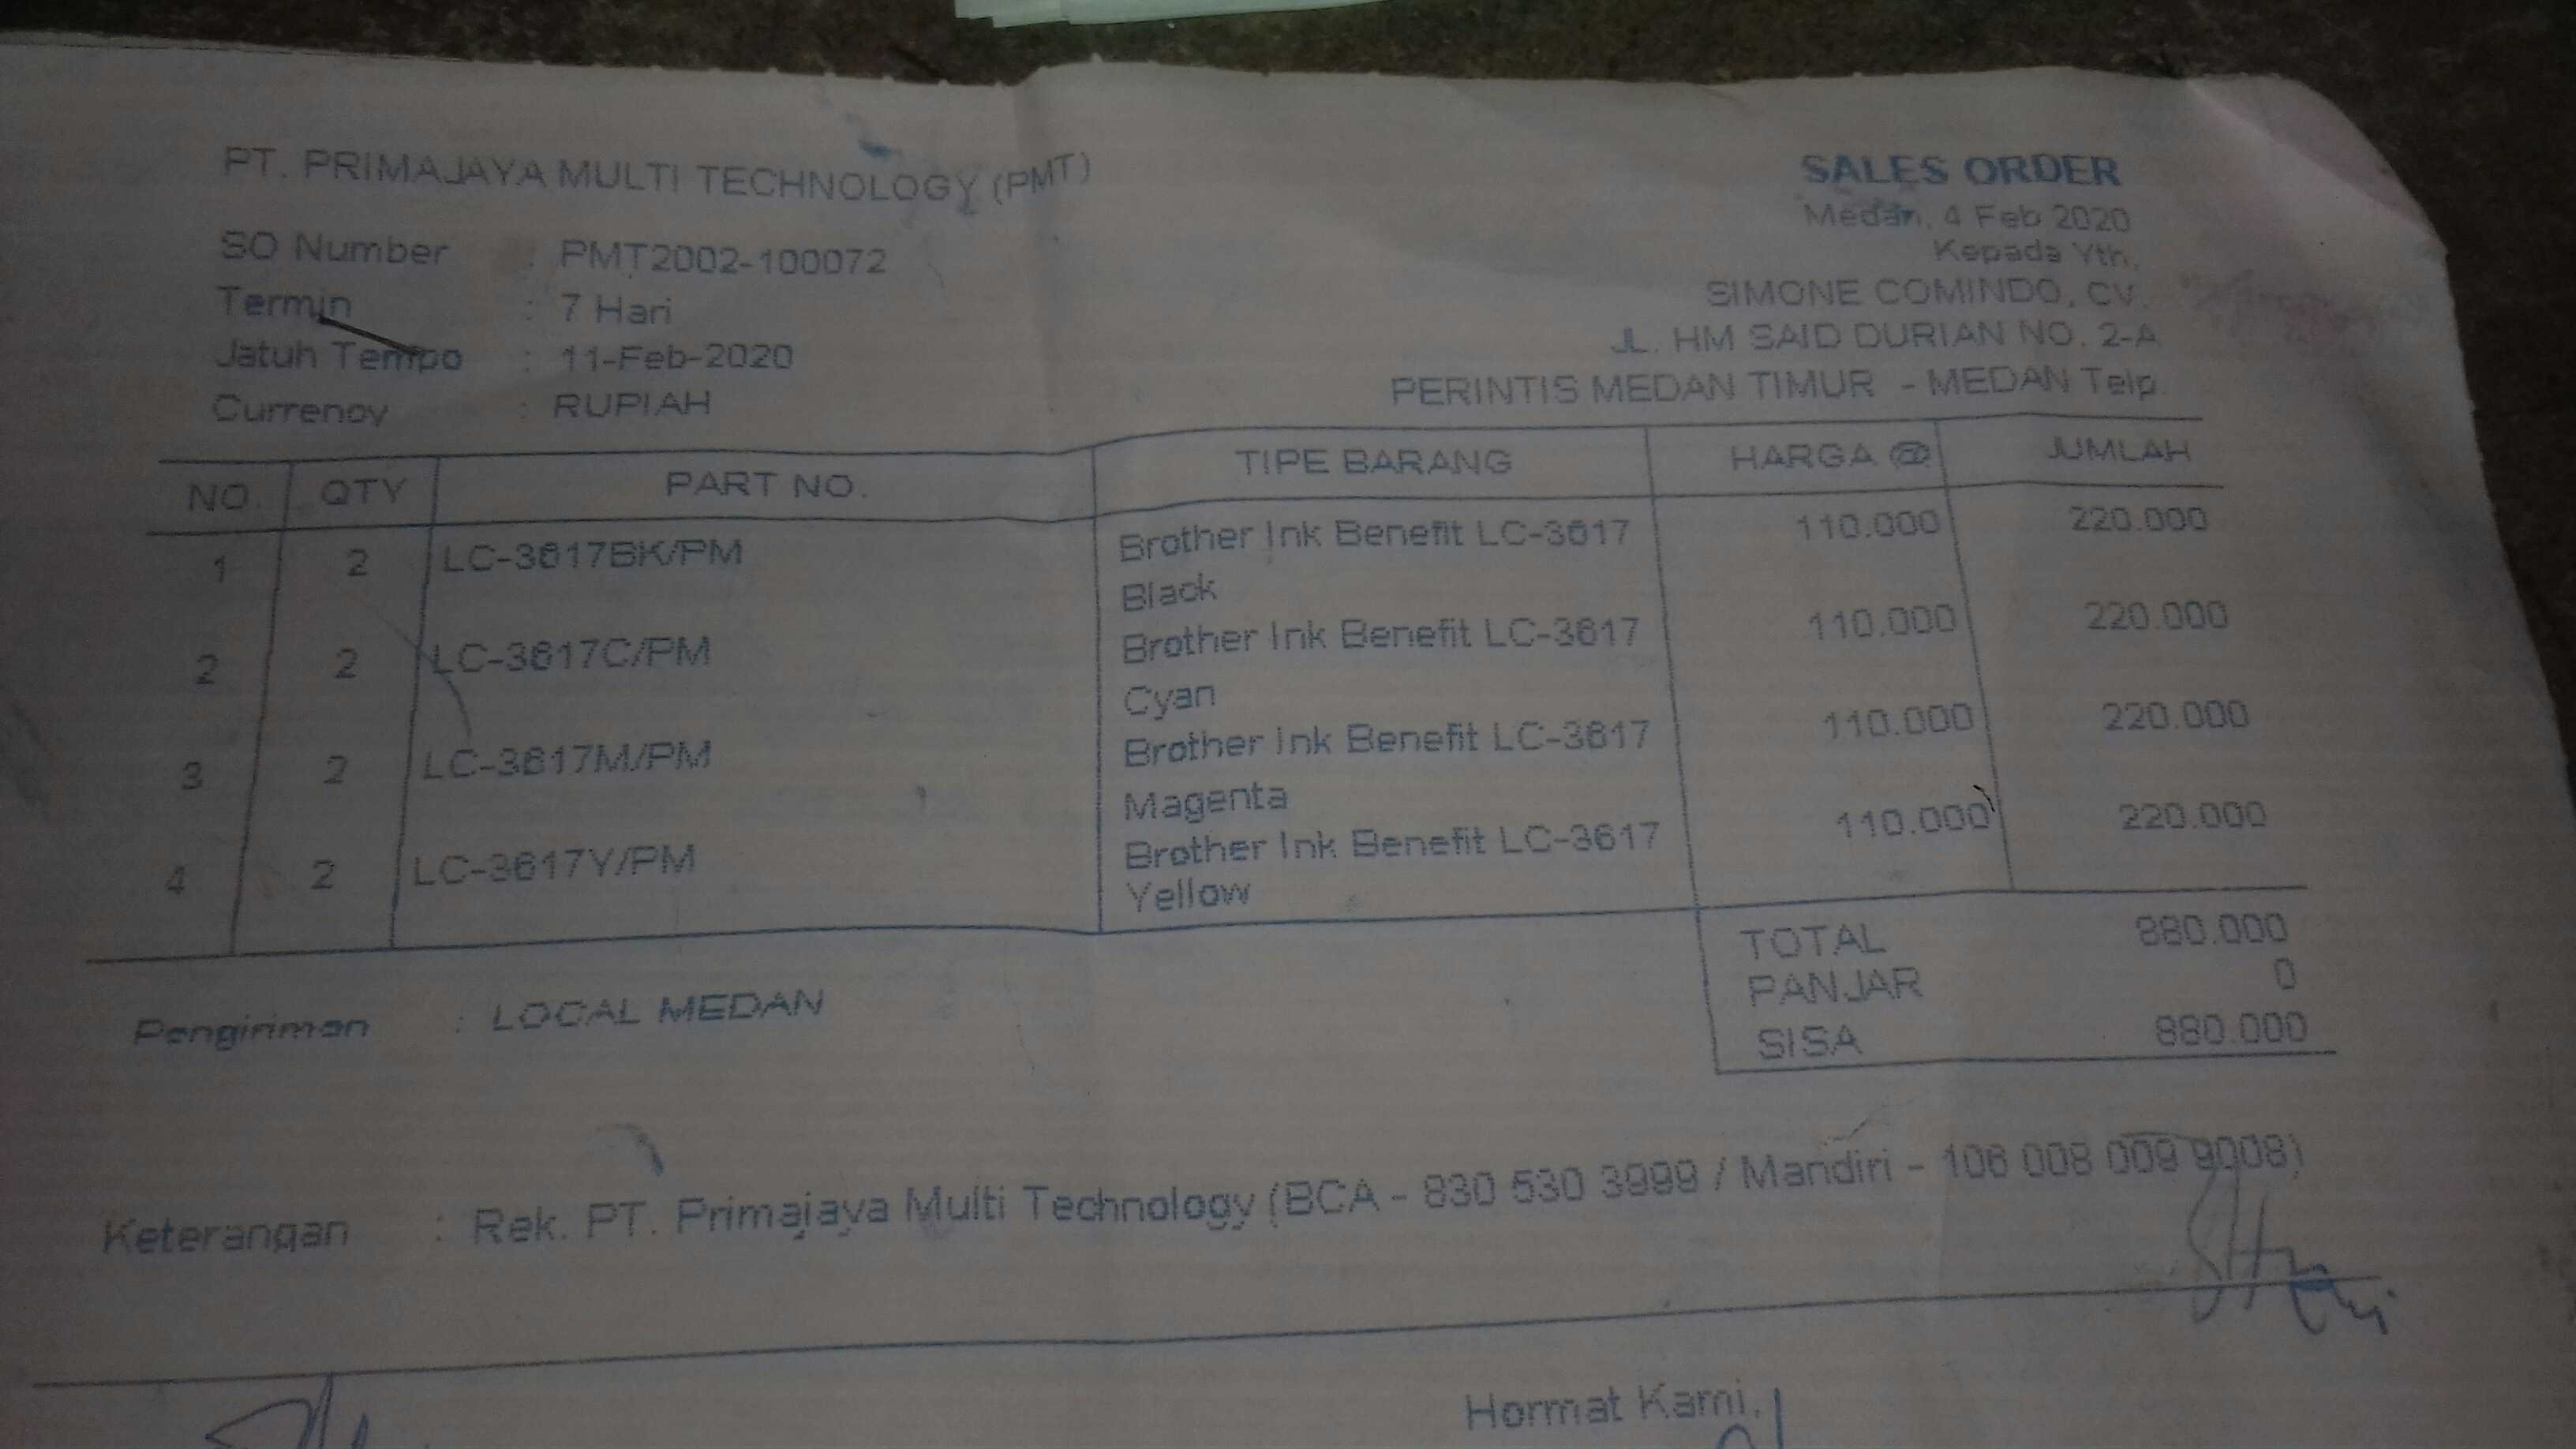 PT. PRIMAJAYA MULTI TECHNOLOGY (PMT)
SALES ORDER
Medan, 4 Feb 2020
Kepada Yth,
SIMONE COMINDO, CV.
JL. HM SAID DURIAN NO. 2-A
PERINTIS MEDAN TIMUR - MEDAN Telp.
SO Number : PMT2002-100072
Termin : 7 Hari
Jatuh Tempo : 11-Feb-2020
Currency : RUPIAH
NO. QTY PART NO. TIPE BARANG HARGA @ JUMLAH
1 2 LC-3617BK/PM Brother Ink Benefit LC-3617 110.000 220.000
Black
2 2 LC-3617C/PM Brother Ink Benefit LC-3617 110.000 220.000
Cyan
3 2 LC-3617M/PM Brother Ink Benefit LC-3617 110.000 220.000
Magenta
4 2 LC-3617Y/PM Brother Ink Benefit LC-3617 110.000 220.000
Yellow
TOTAL 880.000
PANJAR 0
SISA 880.000
Pengiriman : LOCAL MEDAN
Keterangan : Rek. PT. Primajaya Multi Technology (BCA - 830 530 3999 / Mandiri - 106 008 009 9008)
Hormat Kami,